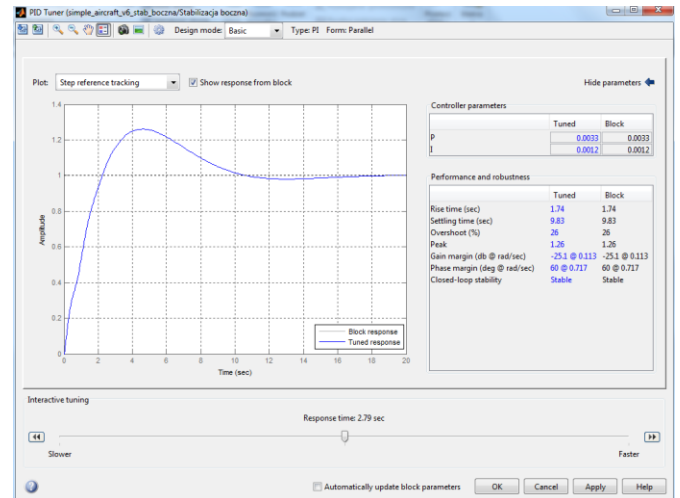 PID Tuner (simple_aircraft_v6_stab_boczna/Stabilizacja boczna)
Design mode: Basic Type: PI Form: Parallel
Plot: Step reference tracking Show response from block Hide parameters
1.4
1.2
1
0.8
0.6
0.4
0.2
0
Amplitude
0 2 4 6 8 10 12 14 16 18 20
Time (sec)
Block response
Tuned response
Controller parameters
Tuned Block
P 0.0033 0.0033
I 0.0012 0.0012
Performance and robustness
Tuned Block
Rise time (sec) 1.74 1.74
Settling time (sec) 9.83 9.83
Overshoot (%) 26 26
Peak 1.26 1.26
Gain margin (db @ rad/sec) -25.1 @ 0.113 -25.1 @ 0.113
Phase margin (deg @ rad/sec) 60 @ 0.717 60 @ 0.717
Closed-loop stability Stable Stable
Interactive tuning
Response time: 2.79 sec
Slower Faster
Automatically update block parameters OK Cancel Apply Help